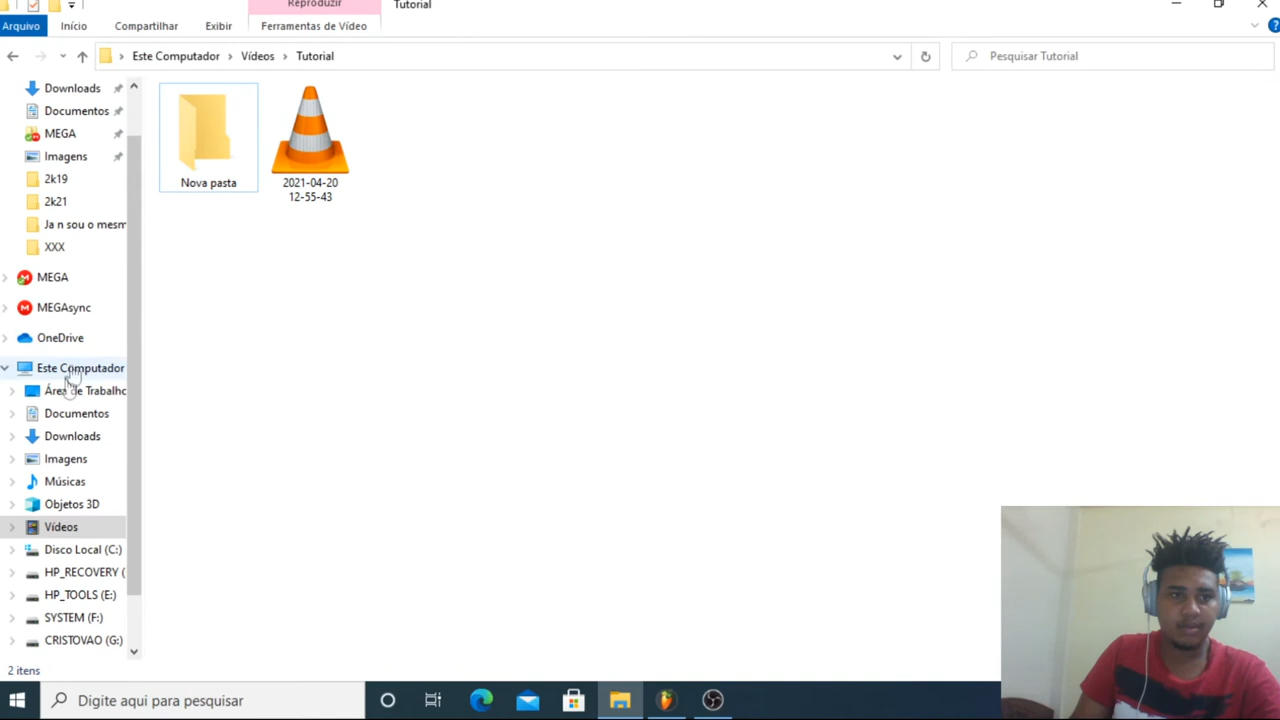 Reproduzir
Tutorial
Arquivo
Início
Compartilhar
Exibir
Ferramentas de Vídeo
Este Computador
Vídeos
Tutorial
Pesquisar Tutorial
Downloads
Documentos
MEGA
Imagens
2k19
2k21
Ja n sou o mesm
XXX
MEGA
MEGAsync
OneDrive
Este Computador
Área de Trabalho
Documentos
Downloads
Imagens
Músicas
Objetos 3D
Vídeos
Disco Local (C:)
HP_RECOVERY (
HP_TOOLS (E:)
SYSTEM (F:)
CRISTOVAO (G:)
Nova pasta
2021-04-20
12-55-43
2 itens
Digite aqui para pesquisar